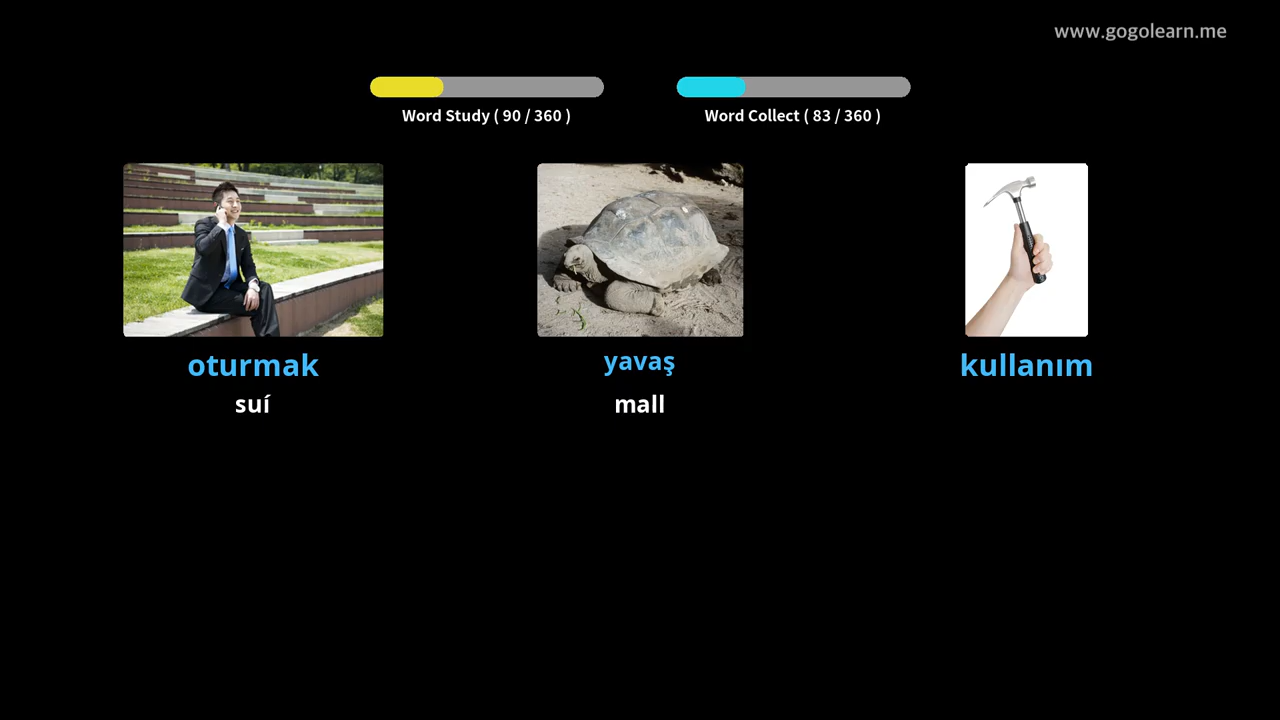 www.gogolearn.me
Word Study ( 90 / 360 )
Word Collect ( 83 / 360 )
oturmak
suí
yavaş
mall
kullanım